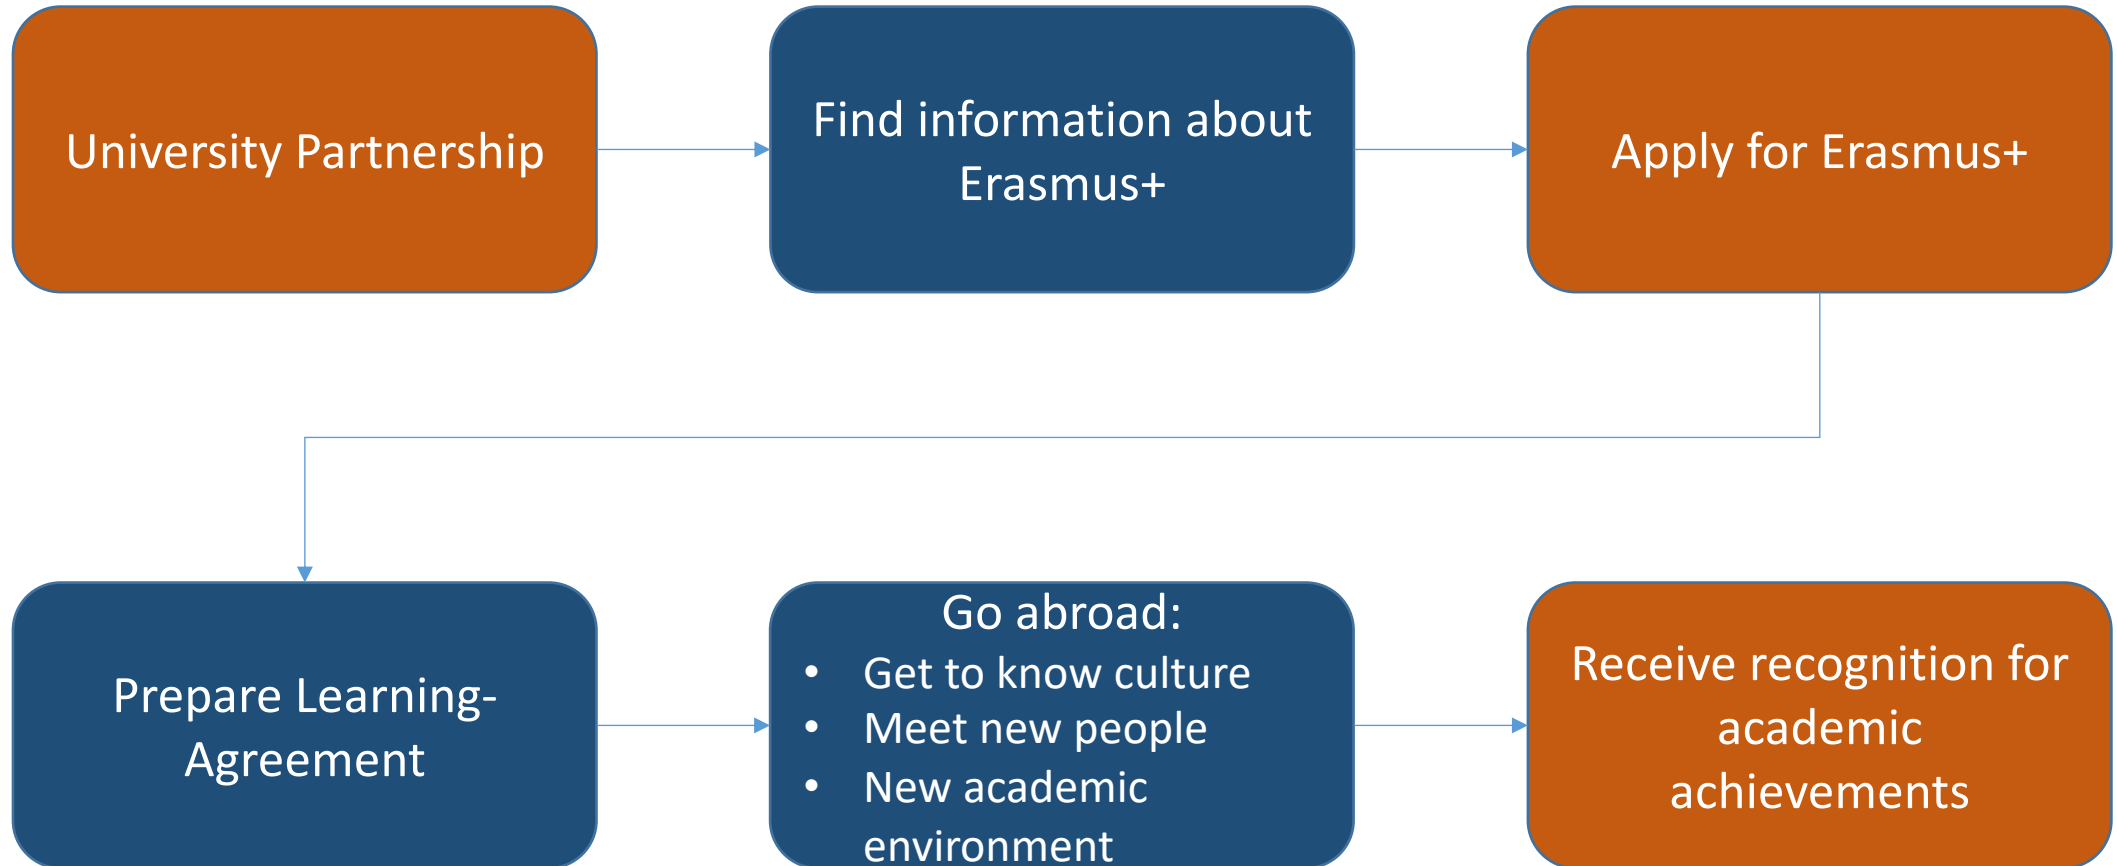 University Partnership
Find information about
Erasmus+
Apply for Erasmus+
Prepare Learning-
Agreement
Go abroad:
• Get to know culture
• Meet new people
• New academic
environment
Receive recognition for
academic
achievements